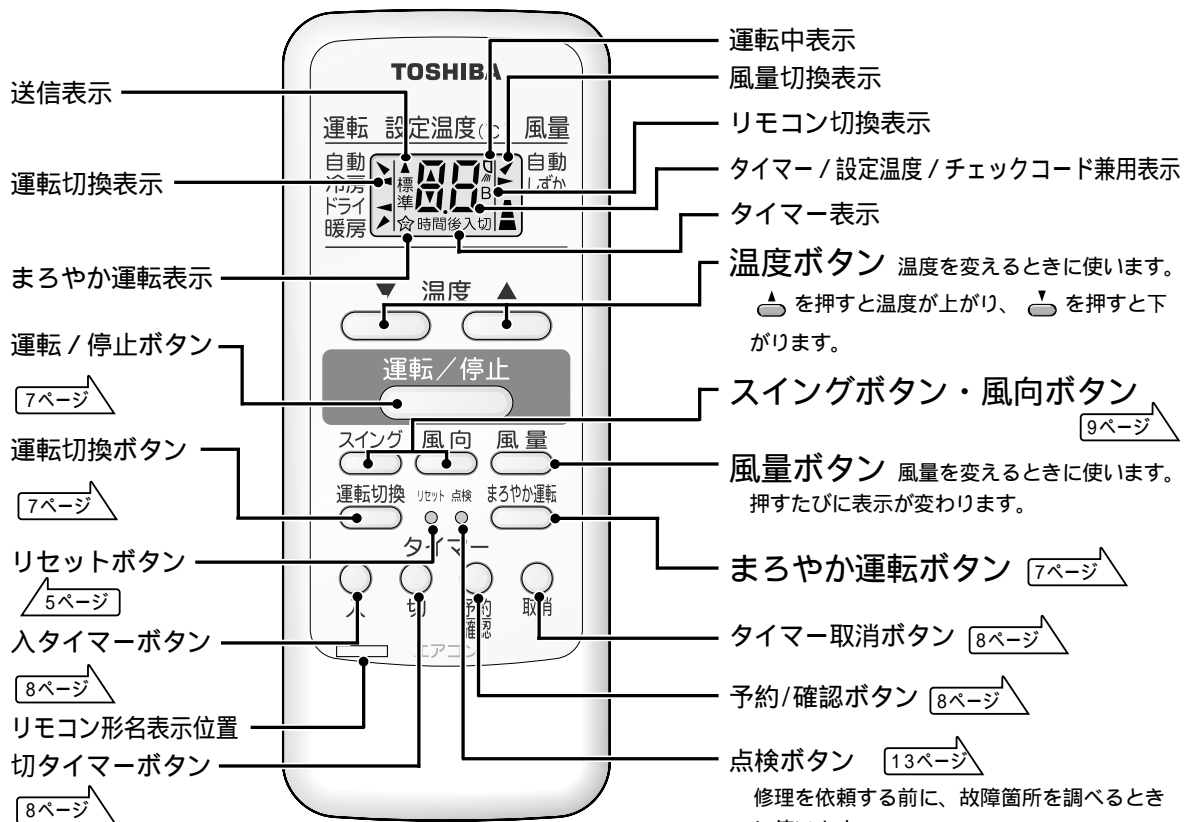 送信表示
運転切換表示
まろやか運転表示
運転 / 停止ボタン
7ページ
運転切換ボタン
7ページ
リセットボタン
5ページ
入タイマーボタン
8ページ
リモコン形名表示位置
切タイマーボタン
8ページ
TOSHIBA
運転 設定温度(℃ 風量
自動
冷房
ドライ
暖房
標準
88
B
時間後入切
自動
しずか
▼ 温度 ▲
運転/停止
スイング 風向 風量
運転切換 リセット 点検 まろやか運転
タイマー
入 切 予約 取消
確認
エアコン
運転中表示
風量切換表示
リモコン切換表示
タイマー / 設定温度 / チェックコード兼用表示
タイマー表示
温度ボタン 温度を変えるときに使います。
を押すと温度が上がり、 を押すと下
がります。
スイングボタン・風向ボタン
9ページ
風量ボタン 風量を変えるときに使います。
押すたびに表示が変わります。
まろやか運転ボタン 7ページ
タイマー取消ボタン 8ページ
予約/確認ボタン 8ページ
点検ボタン 13ページ
修理を依頼する前に、故障箇所を調べるとき